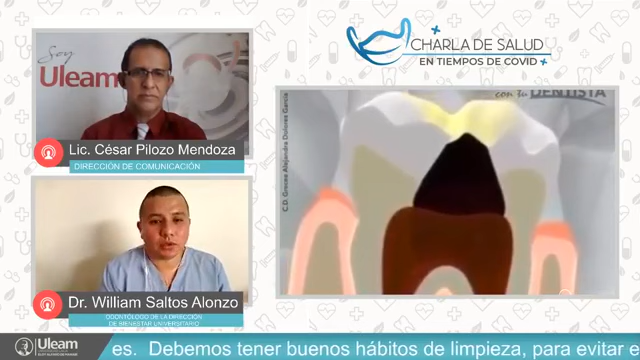 Soy
Uleam
Lic. César Pilozo Mendoza
DIRECCIÓN DE COMUNICACIÓN
Dr. William Saltos Alonzo
ODONTÓLOGO DE LA DIRECCIÓN
DE BIENESTAR UNIVERSITARIO
CHARLA DE SALUD
EN TIEMPOS DE COVID
con tu DENTISTA
C.D. Grecea Alejandra Dolores García
Uleam
es. Debemos tener buenos hábitos de limpieza, para evitar e